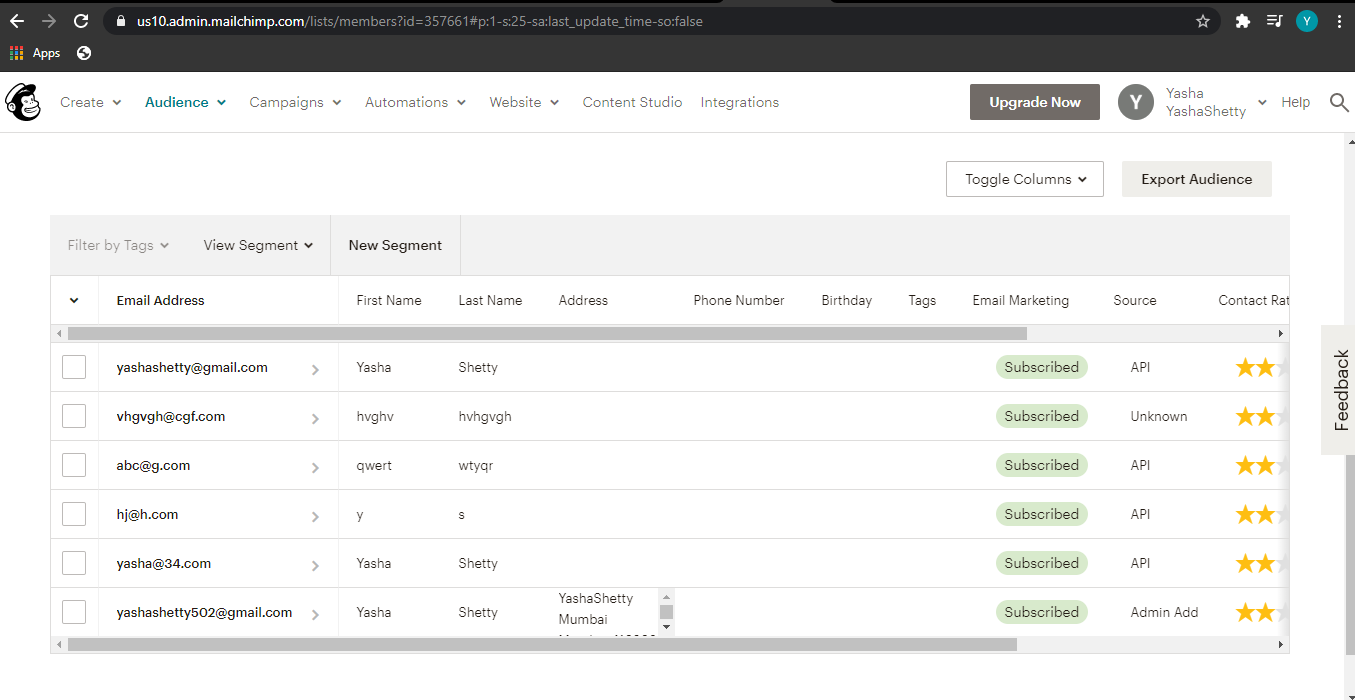 us10.admin.mailchimp.com/lists/members?id=357661#p:1-s:25-sa:last_update_time-so:false
Y
Apps
Create Audience Campaigns Automations Website Content Studio Integrations
Upgrade Now
Y
Yasha
YashaShetty
Help
Toggle Columns
Export Audience
Filter by Tags View Segment New Segment
Email Address First Name Last Name Address Phone Number Birthday Tags Email Marketing Source Contact Rat
yashashetty@gmail.com Yasha Shetty Subscribed API
vhgvgh@cgf.com hvghv hvhgvgh Subscribed Unknown
abc@g.com qwert wtyqr Subscribed API
hj@h.com y s Subscribed API
yasha@34.com Yasha Shetty Subscribed API
yashashetty502@gmail.com Yasha Shetty
YashaShetty
Mumbai
Subscribed Admin Add
Feedback